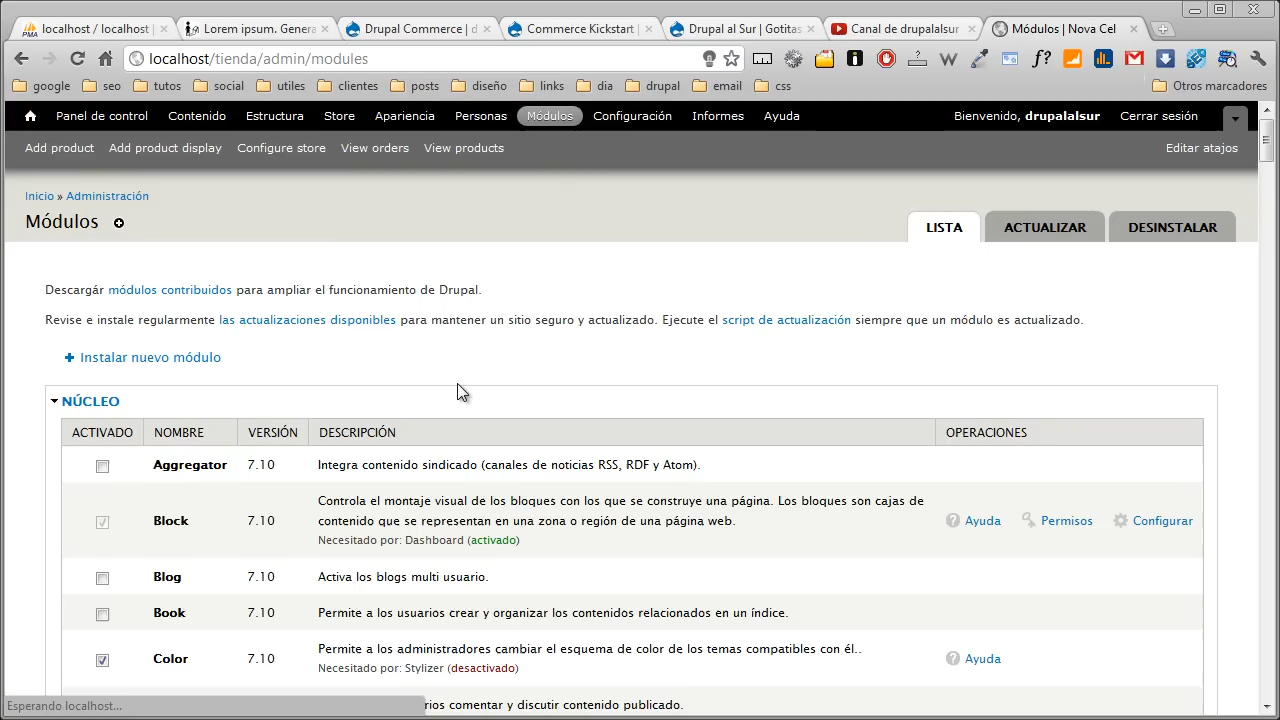 localhost / localhost |
Lorem ipsum. Genera
Drupal Commerce | d
Commerce Kickstart |
Drupal al Sur | Gotitas
Canal de drupalalsur
Módulos | Nova Cel
localhost/tienda/admin/modules
google seo tutos social utiles clientes posts diseño links dia drupal email css Otros marcadores
Panel de control Contenido Estructura Store Apariencia Personas Módulos Configuración Informes Ayuda Bienvenido, drupalalsur Cerrar sesión
Add product Add product display Configure store View orders View products Editar atajos
Inicio » Administración
Módulos
LISTA ACTUALIZAR DESINSTALAR
Descargár módulos contribuidos para ampliar el funcionamiento de Drupal.
Revise e instale regularmente las actualizaciones disponibles para mantener un sitio seguro y actualizado. Ejecute el script de actualización siempre que un módulo es actualizado.
Instalar nuevo módulo
NÚCLEO
ACTIVADO NOMBRE VERSIÓN DESCRIPCIÓN OPERACIONES
Aggregator 7.10 Integra contenido sindicado (canales de noticias RSS, RDF y Atom).
Controla el montaje visual de los bloques con los que se construye una página. Los bloques son cajas de
Block 7.10 contenido que se representan en una zona o región de una página web. Ayuda Permisos Configurar
Necesitado por: Dashboard (activado)
Blog 7.10 Activa los blogs multi usuario.
Book 7.10 Permite a los usuarios crear y organizar los contenidos relacionados en un índice.
Permite a los administradores cambiar el esquema de color de los temas compatibles con él..
Color 7.10 Ayuda
Necesitado por: Stylizer (desactivado)
Esperando localhost...
rios comentar y discutir contenido publicado.